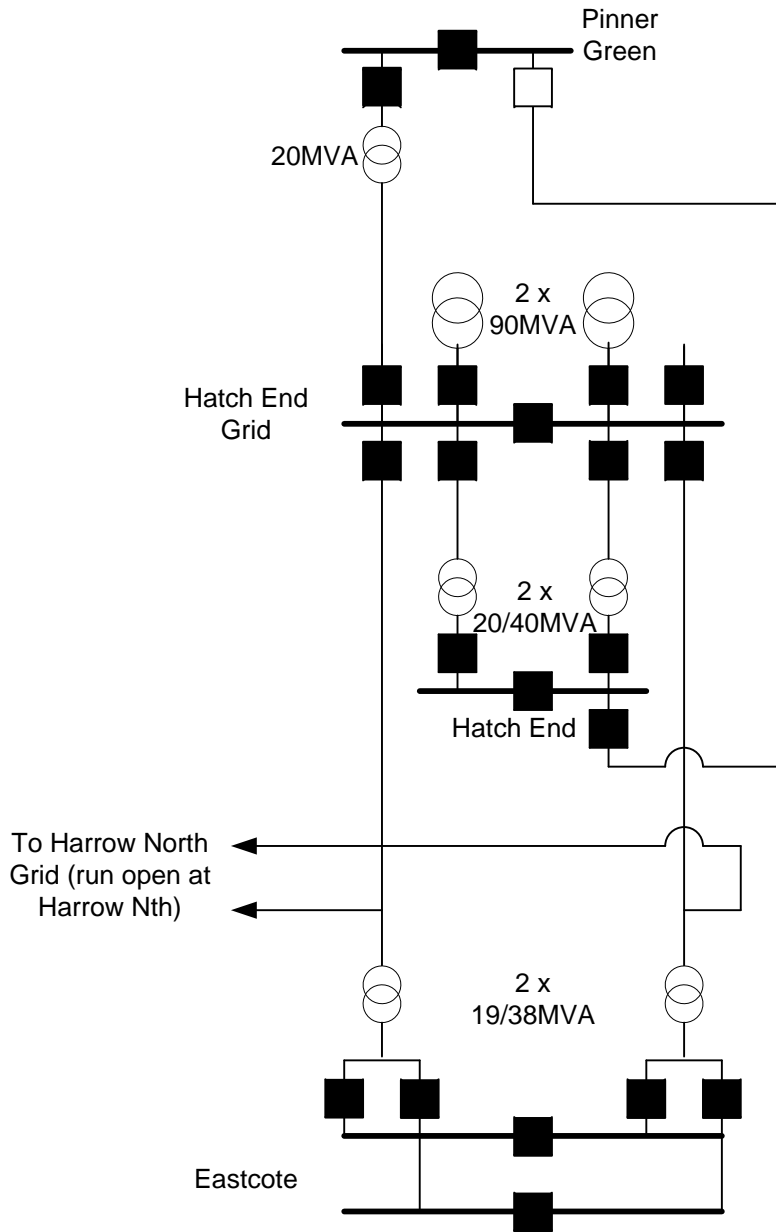 Pinner
Green
20MVA
2 x
90MVA
Hatch End
Grid
2 x
20/40MVA
Hatch End
To Harrow North
Grid (run open at
Harrow Nth)
2 x
19/38MVA
Eastcote